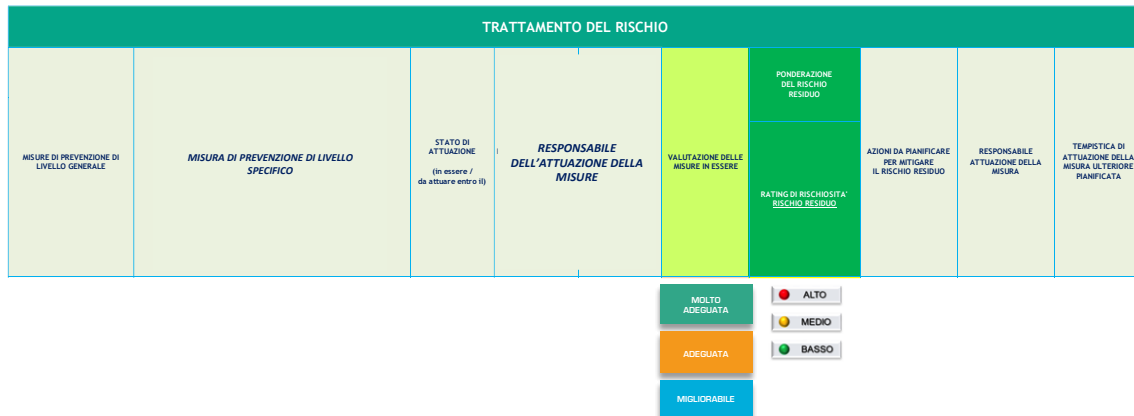 TRATTAMENTO DEL RISCHIO
MISURE DI PREVENZIONE DI
LIVELLO GENERALE
MISURA DI PREVENZIONE DI LIVELLO
SPECIFICO
STATO DI
ATTUAZIONE
(in essere /
da attuare entro il)
RESPONSABILE
DELL'ATTUAZIONE DELLA
MISURE
VALUTAZIONE DELLE
MISURE IN ESSERE
PONDERAZIONE
DEL RISCHIO
RESIDUO
RATING DI RISCHIOSITA'
RISCHIO RESIDUO
AZIONI DA PIANIFICARE
PER MITIGARE
IL RISCHIO RESIDUO
RESPONSABILE
ATTUAZIONE DELLA
MISURA
TEMPISTICA DI
ATTUAZIONE DELLA
MISURA ULTERIORE
PIANIFICATA
MOLTO
ADEGUATA
ADEGUATA
MIGLIORABILE
ALTO
MEDIO
BASSO